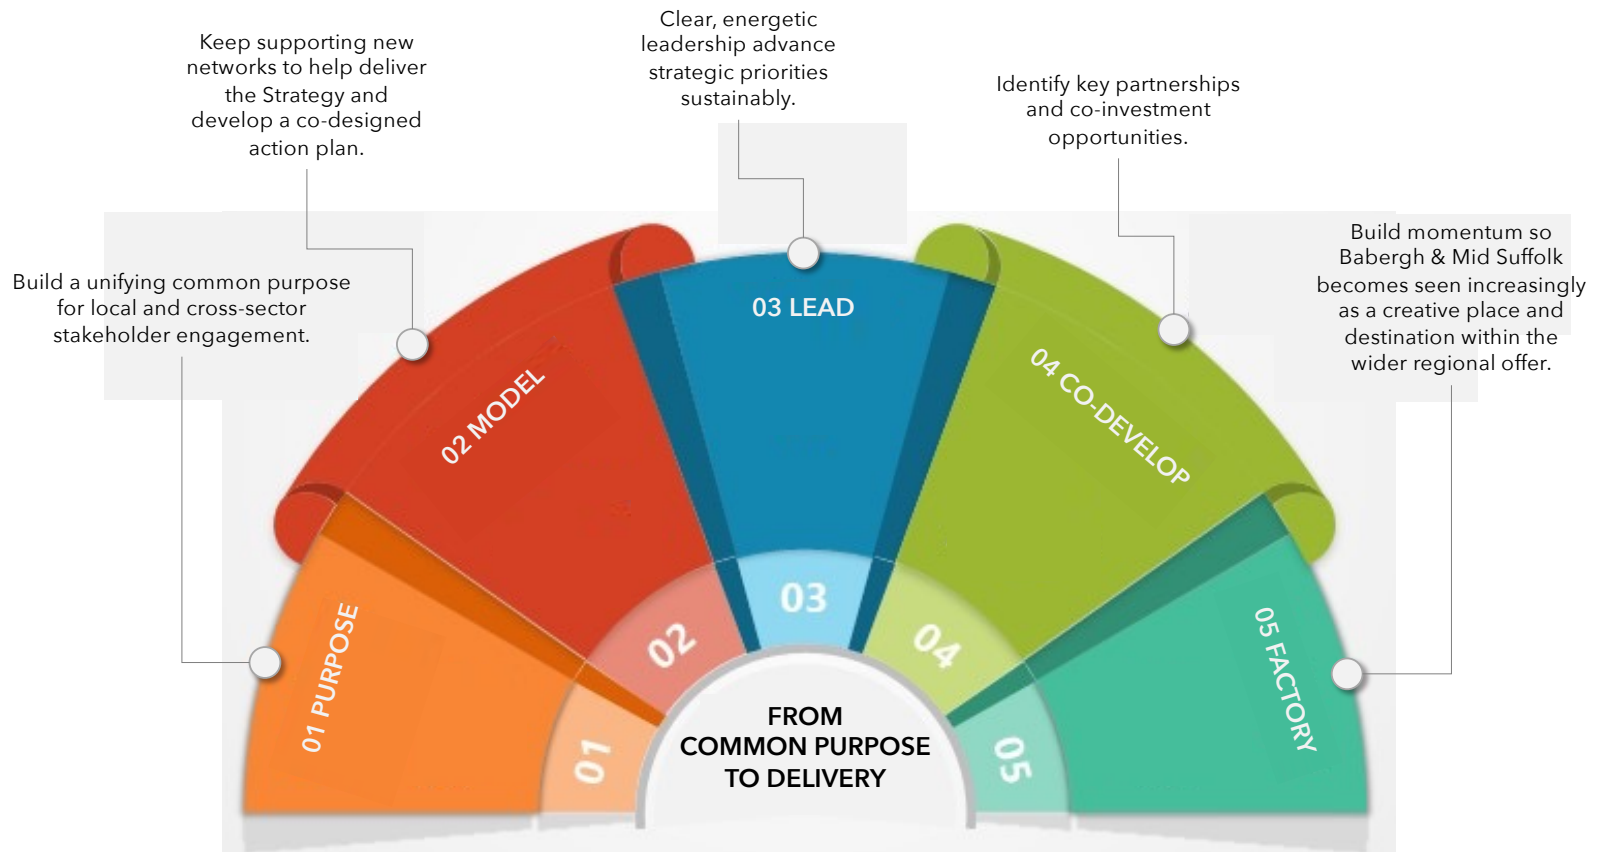 Build a unifying common purpose
for local and cross-sector
stakeholder engagement.
Keep supporting new
networks to help deliver
the Strategy and
develop a co-designed
action plan.
Clear, energetic
leadership advance
strategic priorities
sustainably.
Identify key partnerships
and co-investment
opportunities.
Build momentum so
Babergh & Mid Suffolk
becomes seen increasingly
as a creative place and
destination within the
wider regional offer.
01 PURPOSE
02 MODEL
03 LEAD
04 CO-DEVELOP
05 FACTORY
01
02
03
04
05
FROM
COMMON PURPOSE
TO DELIVERY